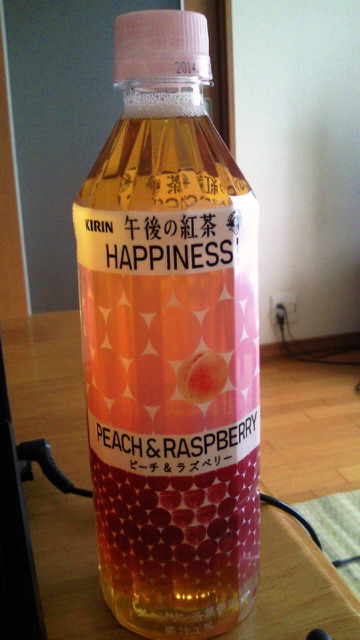 2014.
KIRIN 午後の紅茶
HAPPINESS
PEACH & RASPBERRY
ピーチ & ラズベリー